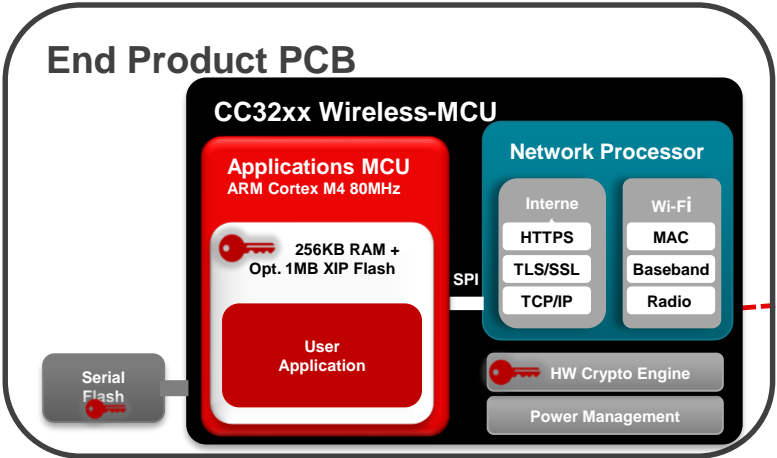 End Product PCB
CC32xx Wireless-MCU
Applications MCU
ARM Cortex M4 80MHz
256KB RAM +
Opt. 1MB XIP Flash
User
Application
SPI
Network Processor
Interne
HTTPS
TLS/SSL
TCP/IP
Wi-Fi
MAC
Baseband
Radio
HW Crypto Engine
Power Management
Serial
Flash